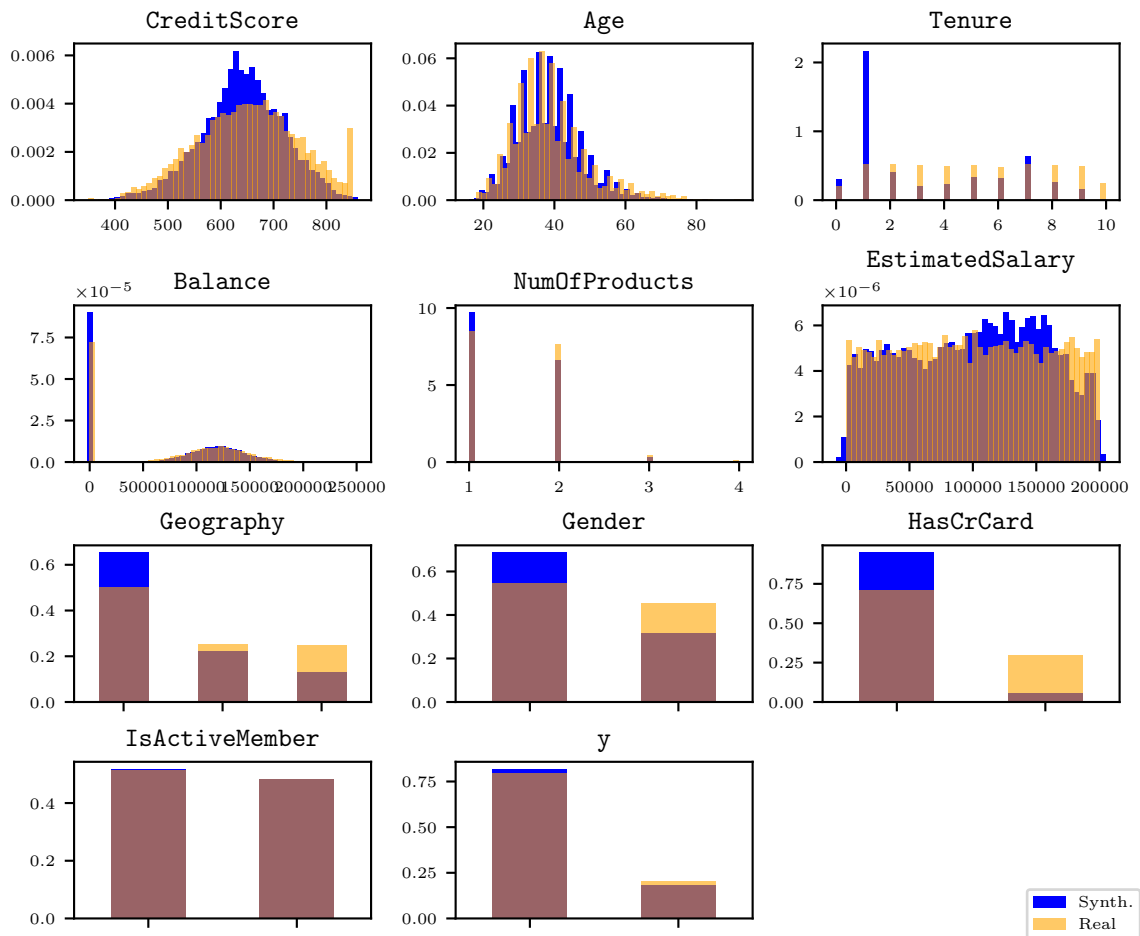 CreditScore
0.006
0.004
0.002
0.000
400 500 600 700 800
Age
0.06
0.04
0.02
0.00
20 40 60 80
Tenure
2
1
0
0 2 4 6 8 10
Balance
×10−5
7.5
5.0
2.5
0.0
0 50000 100000 150000 200000 250000
NumOfProducts
10
5
0
1 2 3 4
EstimatedSalary
×10−6
6
4
2
0
0 50000 100000 150000 200000
Geography
0.6
0.4
0.2
0.0
Gender
0.6
0.4
0.2
0.0
HasCrCard
0.75
0.50
0.25
0.00
IsActiveMember
0.4
0.2
0.0
y
0.75
0.50
0.25
0.00
Synth.
Real